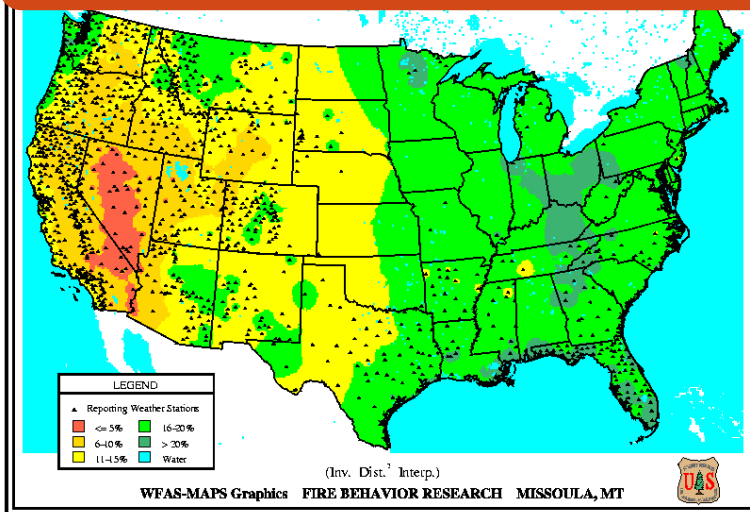 LEGEND
Reporting Weather Stations
<= 5%
16-20%
6-10%
> 20%
11-15%
Water
(Inv. Dist.² Interp.)
WFAS-MAPS Graphics FIRE BEHAVIOR RESEARCH MISSOULA, MT
U S